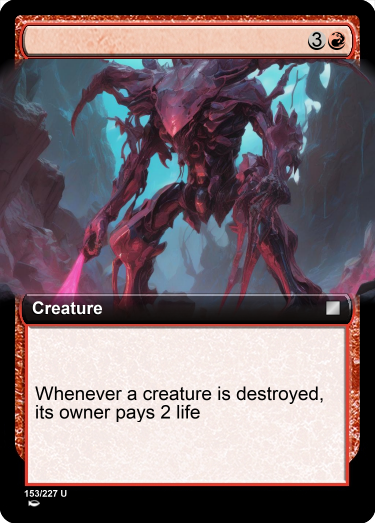 3
Creature
Whenever a creature is destroyed,
its owner pays 2 life
153/227 U